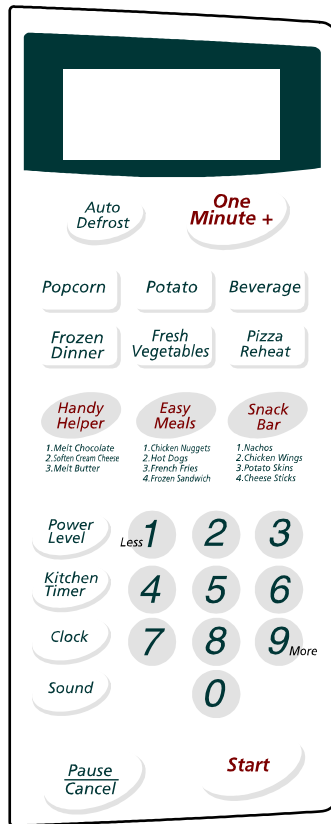 Auto
Defrost
One
Minute +
Popcorn
Potato
Beverage
Frozen
Dinner
Fresh
Vegetables
Pizza
Reheat
Handy
Helper
1.Melt Chocolate
2.Soften Cream Cheese
3.Melt Butter
Easy
Meals
1.Chicken Nuggets
2.Hot Dogs
3.French Fries
4.Frozen Sandwich
Snack
Bar
1.Nachos
2.Chicken Wings
3.Potato Skins
4.Cheese Sticks
Power
Level
Less 1 2 3
Kitchen
Timer
4 5 6
Clock
7 8 9 More
Sound
0
Pause
Cancel
Start